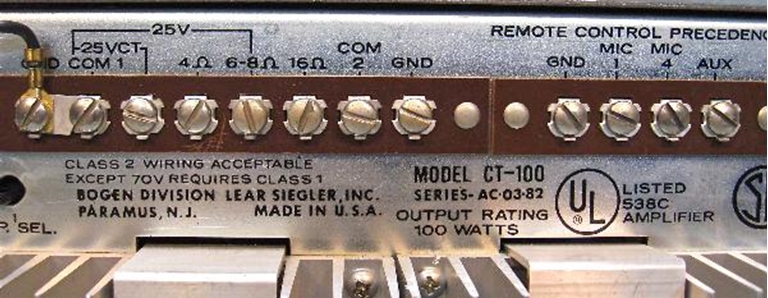 25V
REMOTE CONTROL PRECEDENC
25VCT
COM
MIC MIC
GND COM 1 4Ω 6-8Ω 16Ω 2 GND
GND 1 4 AUX
CLASS 2 WIRING ACCEPTABLE
EXCEPT 70V REQUIRES CLASS 1
BOGEN DIVISION LEAR SIEGLER, INC.
PARAMUS, N.J. MADE IN U.S.A.
MODEL CT-100
SERIES-AC-03-82
OUTPUT RATING
100 WATTS
UL
LISTED
538C
AMPLIFIER
SA
P. 1 SEL.